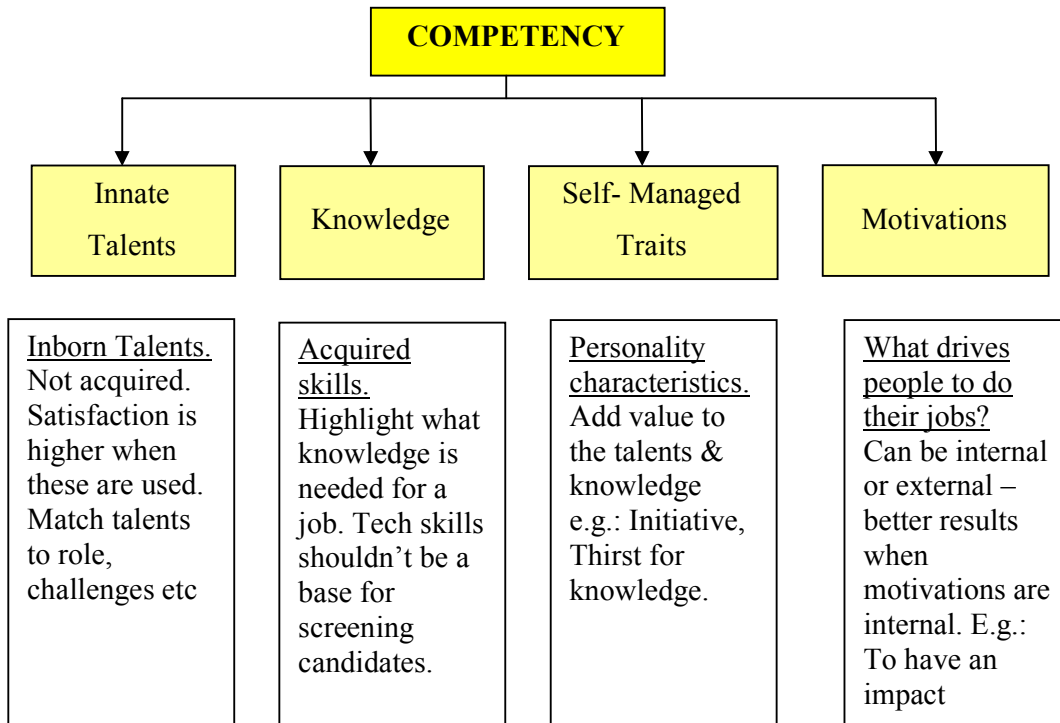 COMPETENCY
Innate
Talents
Knowledge
Self- Managed
Traits
Motivations
Inborn Talents.
Not acquired.
Satisfaction is
higher when
these are used.
Match talents
to role,
challenges etc
Acquired
skills.
Highlight what
knowledge is
needed for a
job. Tech skills
shouldn’t be a
base for
screening
candidates.
Personality
characteristics.
Add value to
the talents &
knowledge
e.g.: Initiative,
Thirst for
knowledge.
What drives
people to do
their jobs?
Can be internal
or external –
better results
when
motivations are
internal. E.g.:
To have an
impact